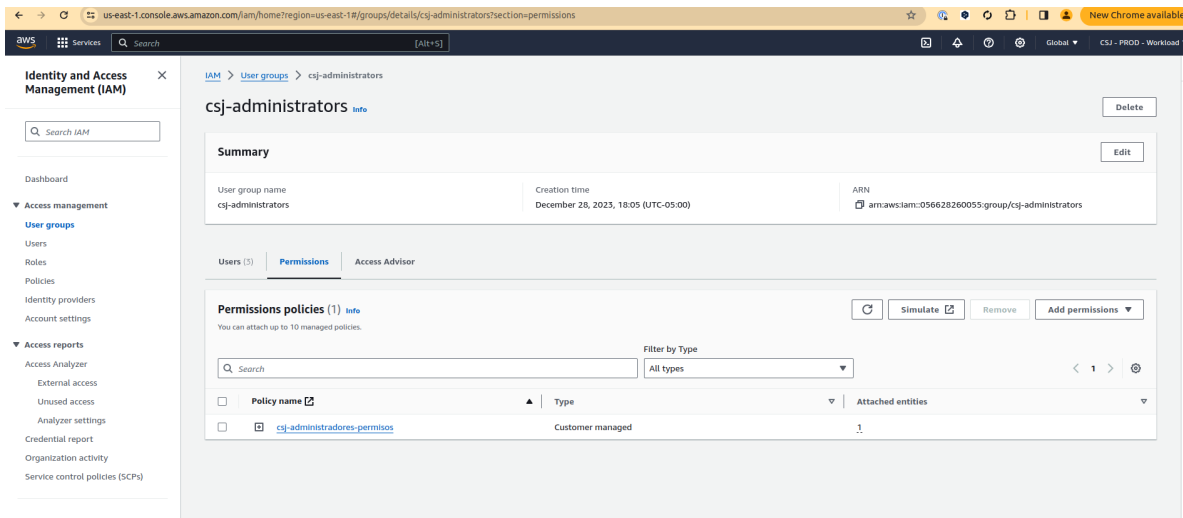 us-east-1.console.aws.amazon.com/iam/home?region=us-east-1#/groups/details/csj-administrators?section=permissions
New Chrome available
aws Services Search [Alt+S] Global CSJ - PROD - Workload
Identity and Access Management (IAM)
Search IAM
Dashboard
Access management
User groups
Users
Roles
Policies
Identity providers
Account settings
Access reports
Access Analyzer
External access
Unused access
Analyzer settings
Credential report
Organization activity
Service control policies (SCPs)
IAM > User groups > csj-administrators
csj-administrators Info
Delete
Summary
Edit
User group name
csj-administrators
Creation time
December 28, 2023, 18:05 (UTC-05:00)
ARN
arn:aws:iam::056628260055:group/csj-administrators
Users (3) Permissions Access Advisor
Permissions policies (1) Info
You can attach up to 10 managed policies.
Simulate Remove Add permissions
Filter by Type
Search All types 1
Policy name Type Attached entities
csj-administradores-permisos Customer managed 1